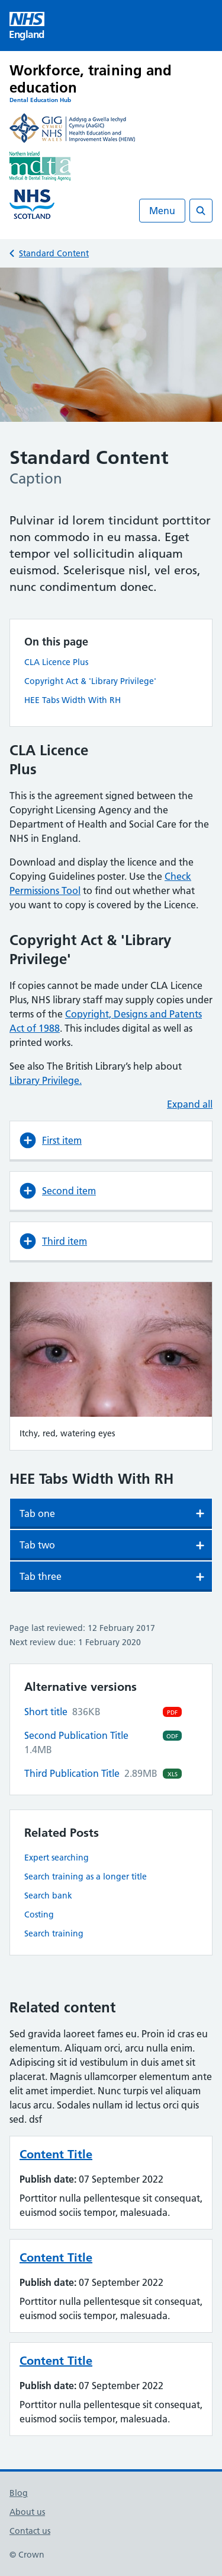 NHS
England
Workforce, training and
education
Dental Education Hub
GIG
CYMRU
NHS
WALES
Addysg a Gwella Iechyd
Cymru (AaGIC)
Health Education and
Improvement Wales (HEIW)
Northern Ireland
mdta
Medical & Dental Training Agency
NHS
SCOTLAND
Menu
Standard Content
Standard Content
Caption
Pulvinar id lorem tincidunt porttitor
non commodo in eu massa. Eget
tempor vel sollicitudin aliquam
euismod. Scelerisque nisl, vel eros,
nunc condimentum dui.
On this page
CLA Licence Plus
Copyright Act & 'Library Privilege'
HEE Tabs Width With RH
CLA Licence
Plus
This is the agreement signed between the
Copyright Licensing Agency and the
Department of Health and Social Care for the
NHS in England.
Download and display the licence and the
Copying Guidelines poster. Use the Check
Permissions Tool to find out whether what
you want to copy is covered by the Licence.
Copyright Act & 'Library
Privilege'
If copies cannot be made under CLA Licence
Plus, NHS library staff may supply copies under
terms of the Copyright, Designs and Patents
Act of 1988. This includes digital as well as
printed works.
See also The British Library's help about
Library Privilege.
Expand all
First item
Second item
Third item
Itchy, red, watering eyes
HEE Tabs Width With RH
Tab one
Tab two
Tab three
Page last reviewed: 12 February 2017
Next review due: 1 February 2020
Alternative versions
Short title 836KB PDF
Second Publication Title ODF
1.4MB
Third Publication Title 2.89MB XLS
Related Posts
Expert searching
Search training as a longer title
Search bank
Costing
Search training
Related content
Sed gravida laoreet fames eu. Proin id cras eu
elementum. Aliquam orci, arcu nulla enim.
Adipiscing sit id vestibulum in duis amet sit
placerat. Magnis ullamcorper elementum ante
elit amet imperdiet. Nunc turpis vel aliquam
lacus arcu. Sodales nullam id lectus orci quis
sed. dsf
Content Title
Publish date: 07 September 2022
Porttitor nulla pellentesque sit consequat,
euismod sociis tempor, malesuada.
Content Title
Publish date: 07 September 2022
Porttitor nulla pellentesque sit consequat,
euismod sociis tempor, malesuada.
Content Title
Publish date: 07 September 2022
Porttitor nulla pellentesque sit consequat,
euismod sociis tempor, malesuada.
Blog
About us
Contact us
© Crown